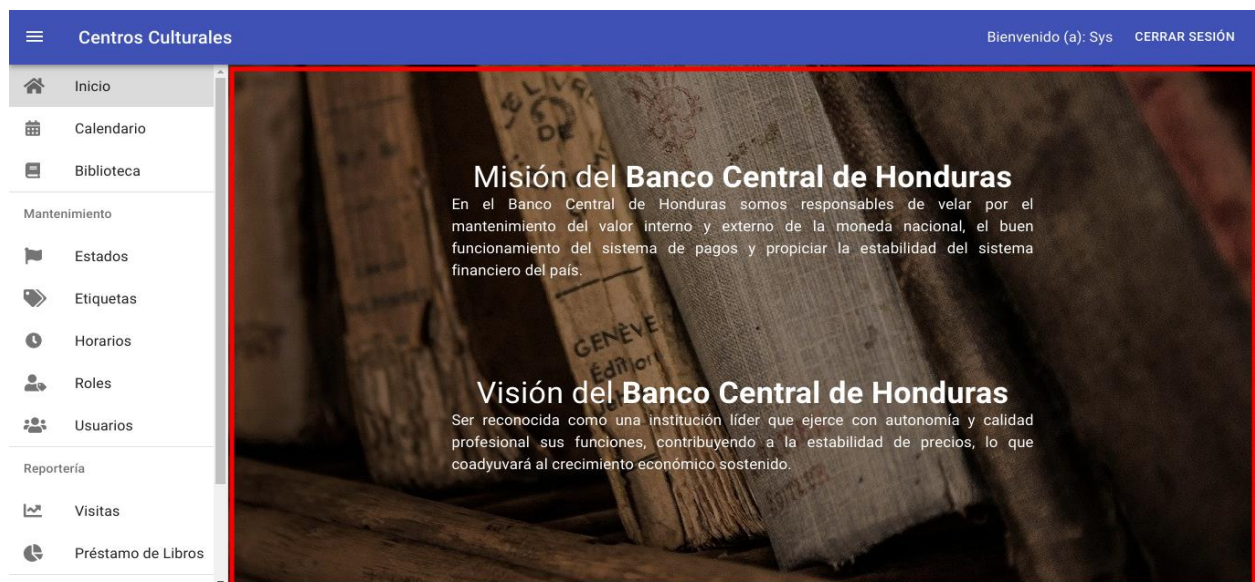 Centros Culturales
Bienvenido (a): Sys
CERRAR SESIÓN
Inicio
Calendario
Biblioteca
Mantenimiento
Estados
Etiquetas
Horarios
Roles
Usuarios
Reportería
Visitas
Préstamo de Libros
Misión del Banco Central de Honduras
En el Banco Central de Honduras somos responsables de velar por el
mantenimiento del valor interno y externo de la moneda nacional, el buen
funcionamiento del sistema de pagos y propiciar la estabilidad del sistema
financiero del país.
Visión del Banco Central de Honduras
Ser reconocida como una institución líder que ejerce con autonomía y calidad
profesional sus funciones, contribuyendo a la estabilidad de precios, lo que
coadyuvará al crecimiento económico sostenido.
DE
GENÈVE